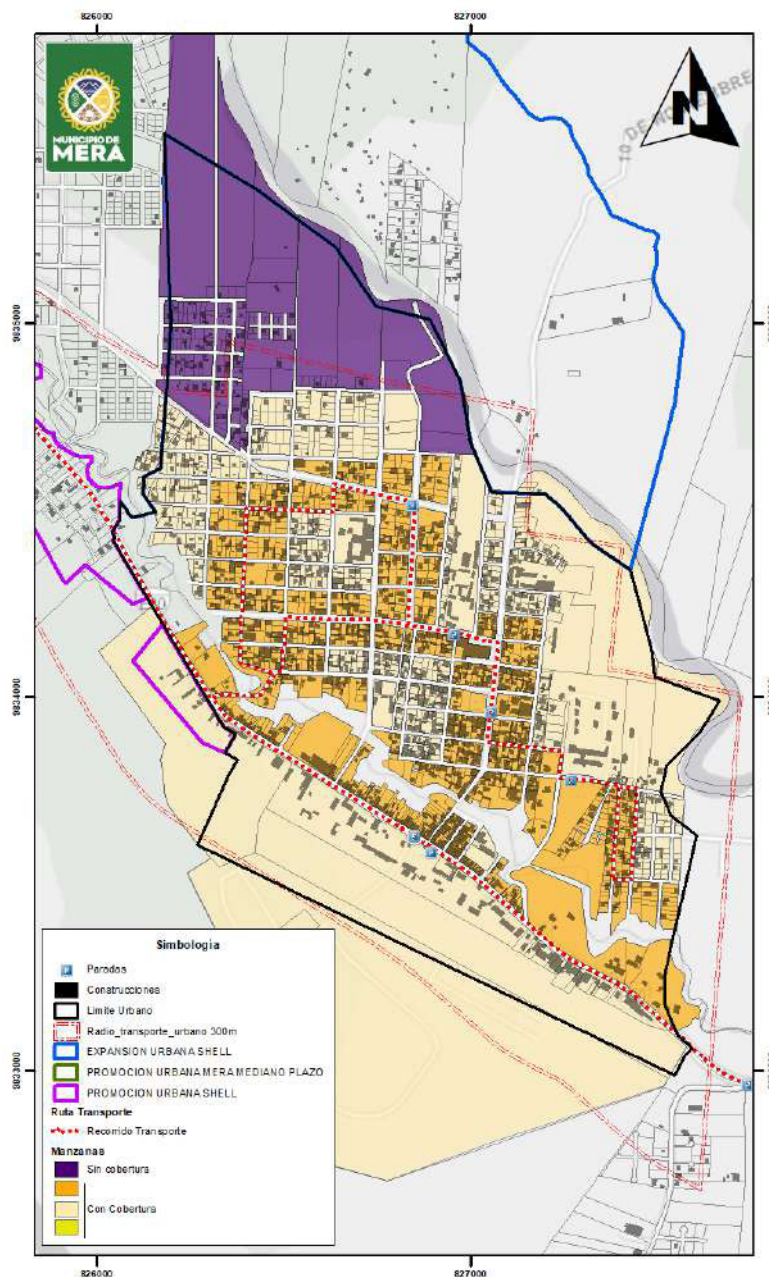 826000
827000
MUNICIPIO DE
MERA
N
10 DE NOVIEMBRE
9835000
9834000
9833000
Simbología
Paradas
Construcciones
Limite Urbano
Radio_transporte_urbano 300m
EXPANSION URBANA SHELL
PROMOCION URBANA MERA MEDIANO PLAZO
PROMOCION URBANA SHELL
Ruta Transporte
Recorrido Transporte
Manzanas
Sin cobertura
Con Cobertura
826000
827000